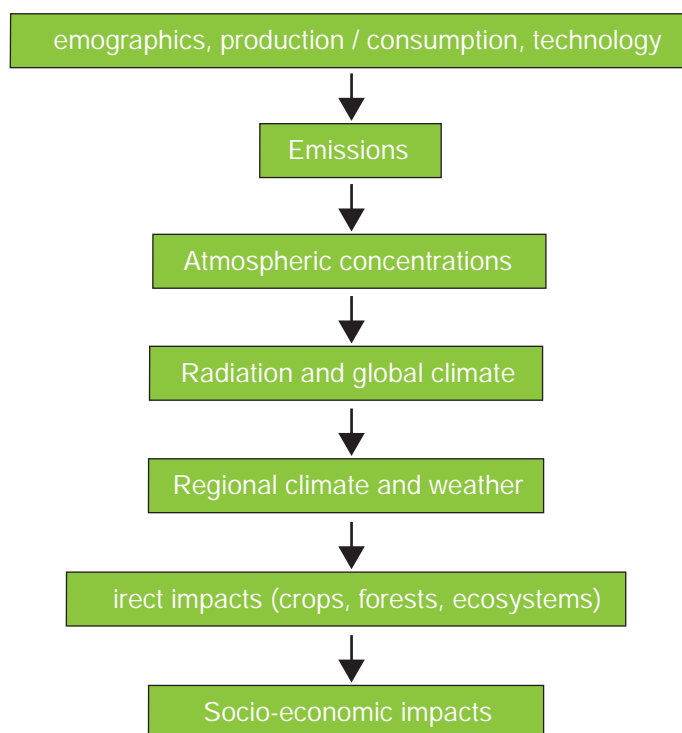 emographics, production / consumption, technology
Emissions
Atmospheric concentrations
Radiation and global climate
Regional climate and weather
irect impacts (crops, forests, ecosystems)
Socio-economic impacts